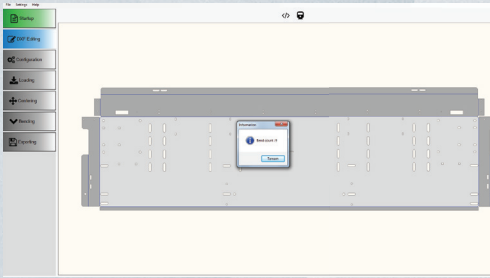 File Settings Help
Startup
DXF Editing
Configuration
Loading
Centering
Bending
Exporting
Information
Tamam